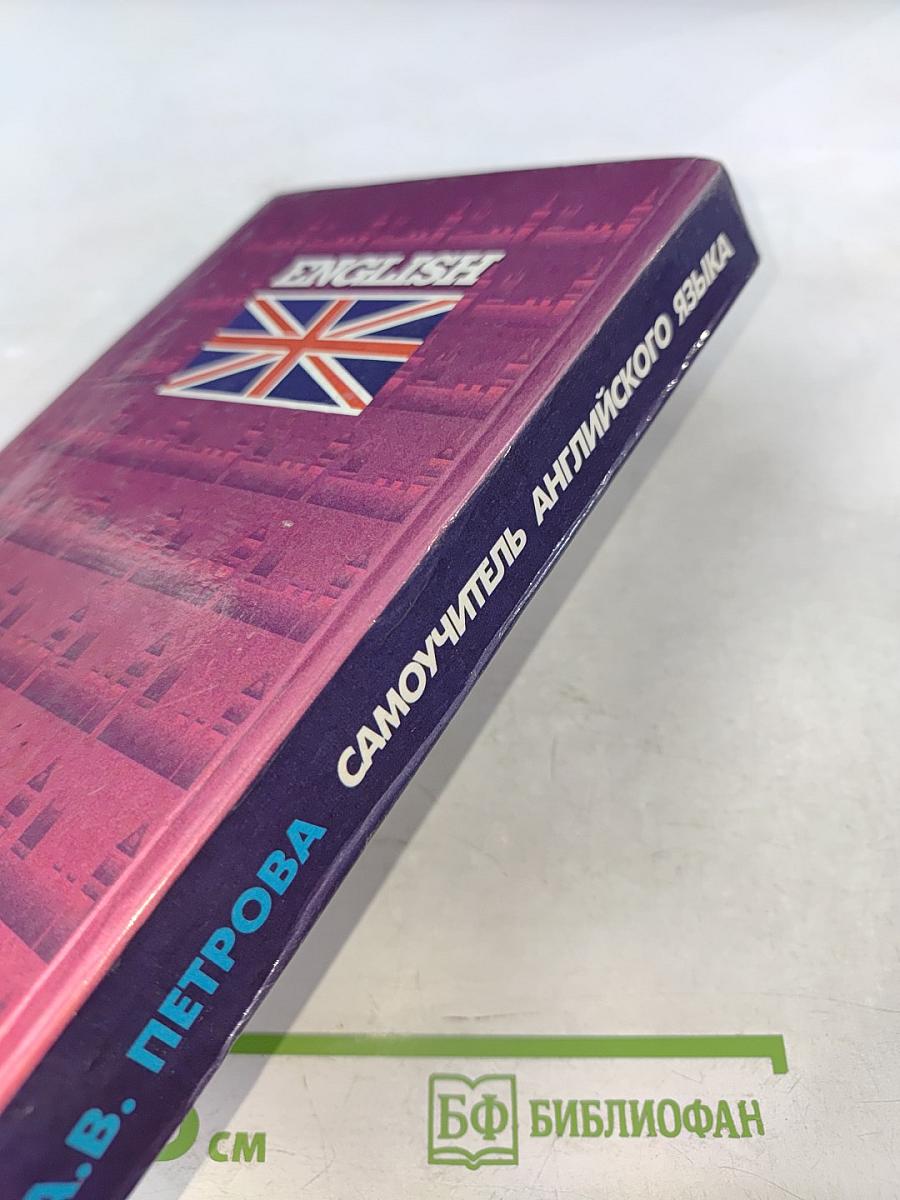 ENGLISH
А.В. ПЕТРОВА САМОУЧИТЕЛЬ АНГЛИЙСКОГО ЯЗЫКА
см
БФ БИБЛИОФАН